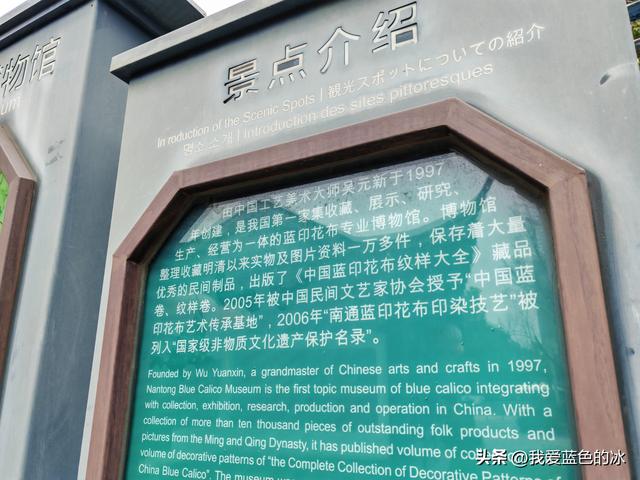 物馆
um
景点介绍
In roduction of the Scenic Spots | 観光スポットについての紹介
명소 소개 | Introduction des sites pittoresques
由中国工艺美术大师吴元新于1997
年创建，是我国第一家集收藏、展示、研究、
生产、经营为一体的蓝印花布专业博物馆。博物馆
整理收藏明清以来实物及图片资料一万多件，保存着大量
优秀的民间制品，出版了《中国蓝印花布纹样大全》藏品
卷、纹样卷。2005年被中国民间文艺家协会授予“中国蓝
印花布艺术传承基地”，2006年“南通蓝印花布印染技艺”被
列入“国家级非物质文化遗产保护名录”。
Founded by Wu Yuanxin, a grandmaster of Chinese arts and crafts in 1997,
Nantong Blue Calico Museum is the first topic museum of blue calico integrating
with collection, exhibition, research, production and operation in China. With a
collection of more than ten thousand pieces of outstanding folk products and
pictures from the Ming and Qing Dynasty, it has published volume of
volume of decorative patterns of “the Complete Collection of Decorative Patterns of
China Blue Calico”. The museum
头条 @我爱蓝色的冰